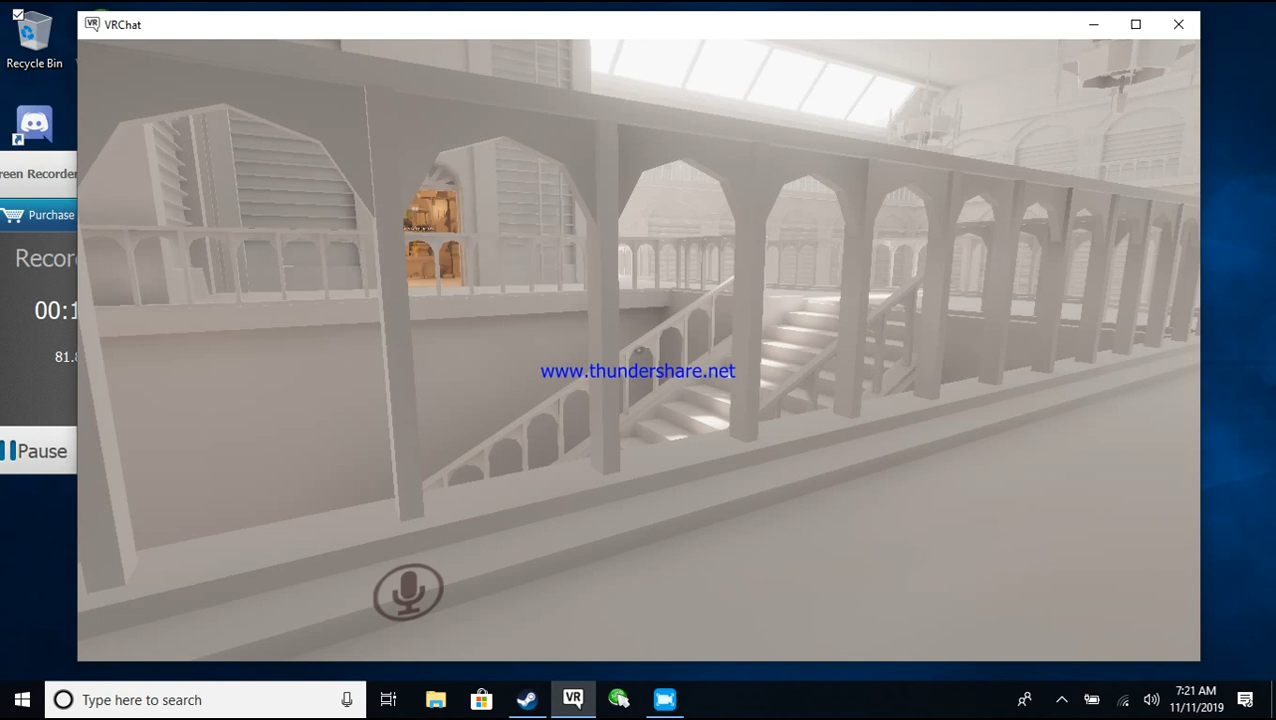 VRChat
Recycle Bin
reen Recorder
Purchase
Recor
00:1
81.8
www.thundershare.net
Pause
Type here to search
VR
7:21 AM
11/11/2019